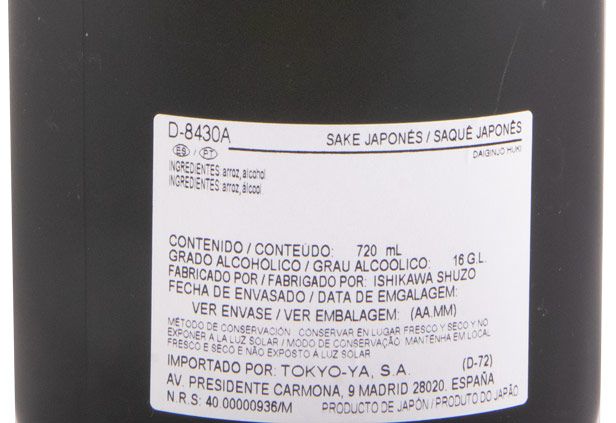 D-8430A
SAKE JAPONÉS / SAQUÊ JAPONÊS
DAIGINJO HUKI
ES / PT
INGREDIENTES arroz, alcohol
INGREDIENTES arroz, álcool
CONTENIDO / CONTEÚDO: 720 mL
GRADO ALCOHÓLICO / GRAU ALCOÓLICO: 16 G.L.
FABRICADO POR / FABRIGADO POR: ISHIKAWA SHUZO
FECHA DE ENVASADO / DATA DE EMGALAGEM:
VER ENVASE / VER EMBALAGEM: (AA.MM)
MÉTODO DE CONSERVACIÓN CONSERVAR EN LUGAR FRESCO Y SECO Y NO
EXPONER A LA LUZ SOLAR / MODO DE CONSERVAÇÃO MANTENHA EM LOCAL
FRESCO E SECO E NÃO EXPOSTO Á LUZ SOLAR
IMPORTADO POR: TOKYO-YA, S.A. (D-72)
AV. PRESIDENTE CARMONA, 9 MADRID 28020. ESPAÑA
N.R.S: 40.00000936/M PRODUCTO DE JAPÓN / PRODUTO DO JAPÃO